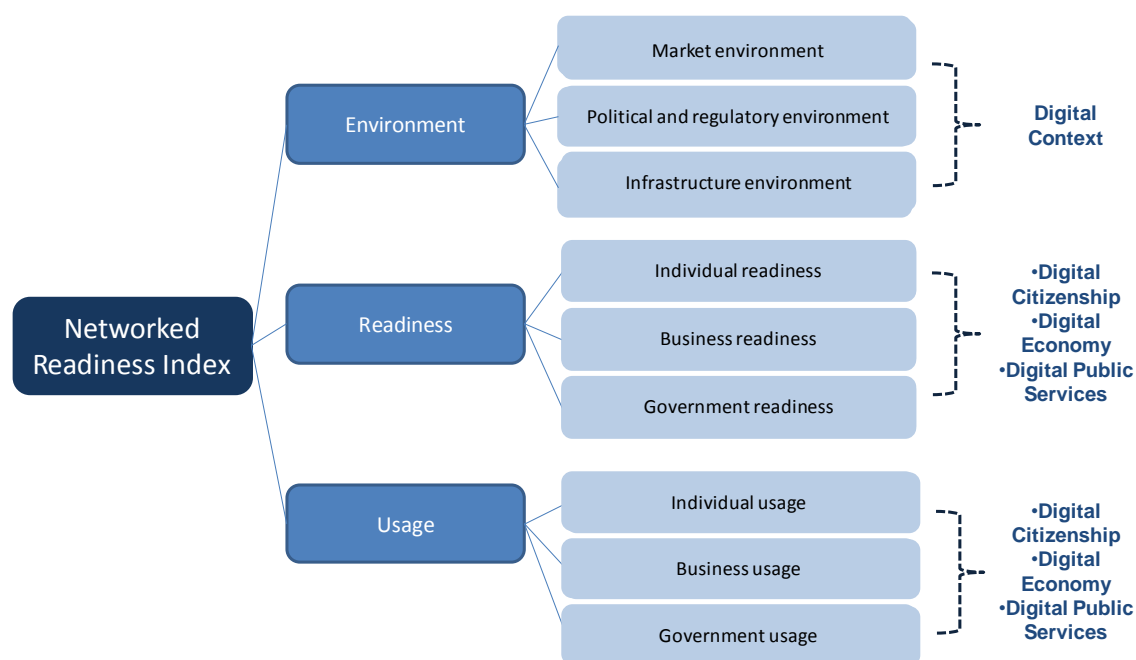 Market environment
Political and regulatory environment
Infrastructure environment
Environment
Digital
Context
Individual readiness
Business readiness
Government readiness
Readiness
•Digital
Citizenship
•Digital
Economy
•Digital Public
Services
Networked
Readiness Index
Individual usage
Business usage
Government usage
Usage
•Digital
Citizenship
•Digital
Economy
•Digital Public
Services